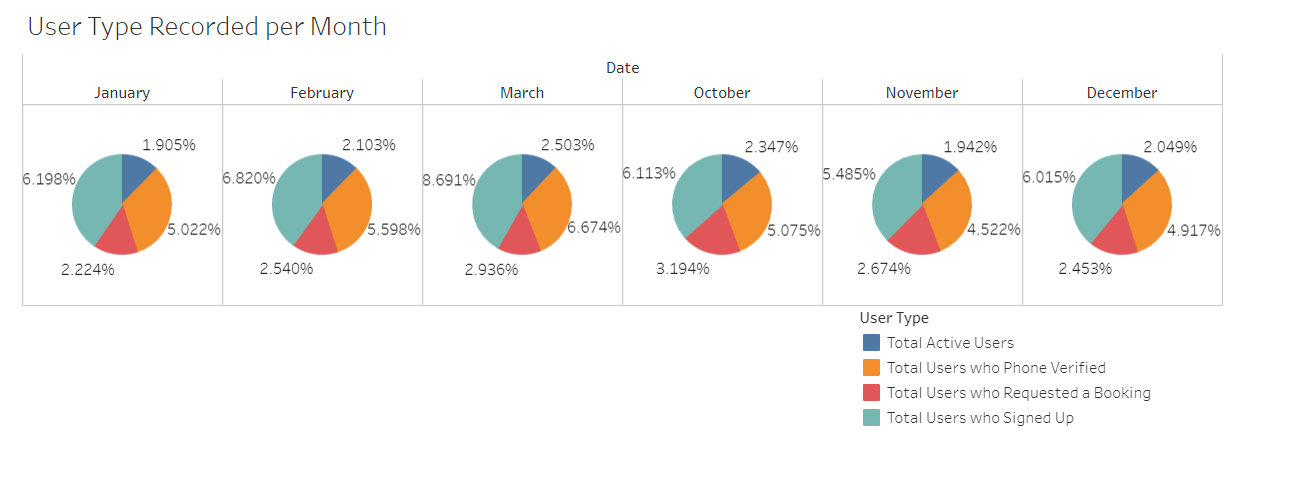 User Type Recorded per Month
Date
January February March October November December
1.905% 2.103% 2.503% 2.347% 1.942% 2.049%
6.198% 6.820% 8.691% 6.113% 5.485% 6.015%
5.022% 5.598% 6.674% 5.075% 4.522% 4.917%
2.224% 2.540% 2.936% 3.194% 2.674% 2.453%
User Type
Total Active Users
Total Users who Phone Verified
Total Users who Requested a Booking
Total Users who Signed Up